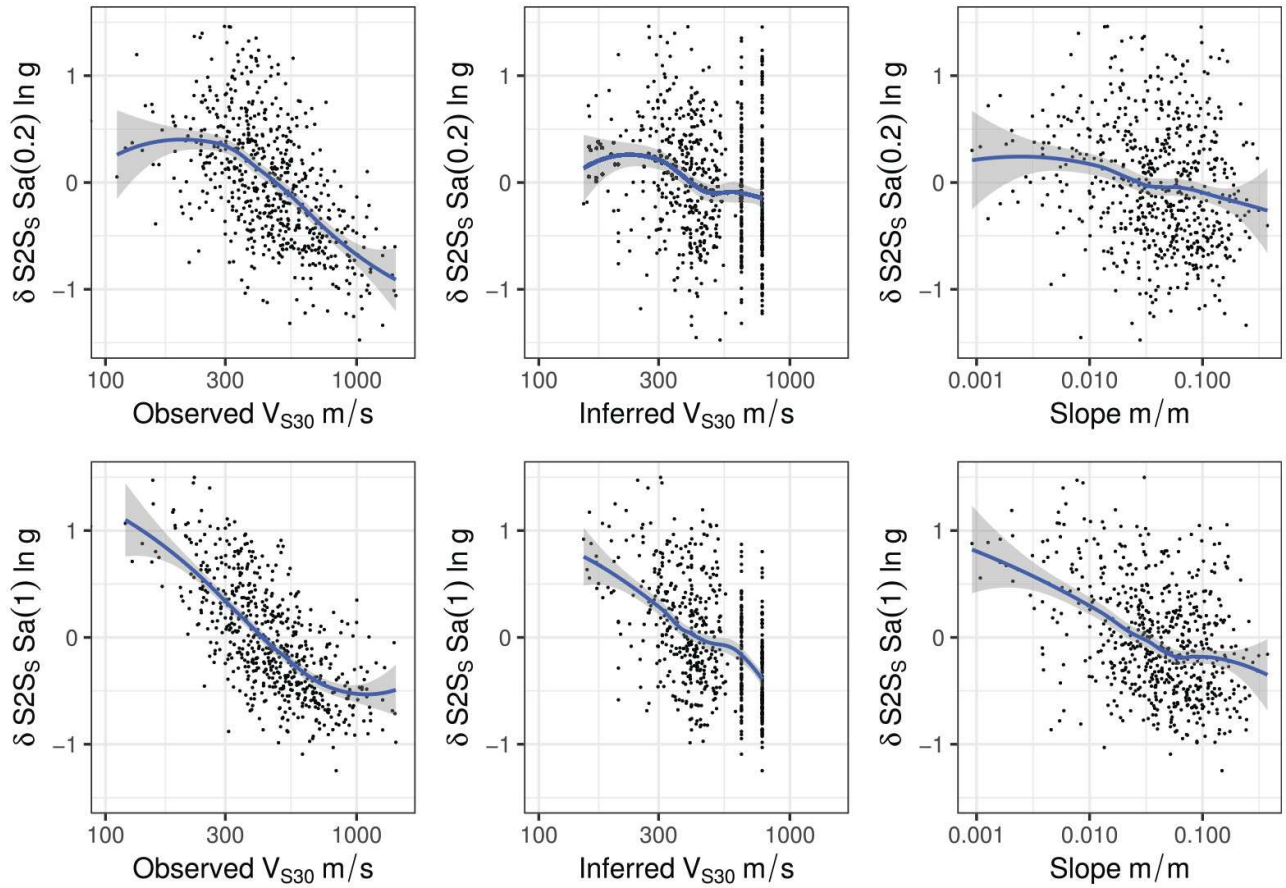 δ S2S_S Sa(0.2) ln g
1
0
−1
100 300 1000
Observed V_S30 m/s
δ S2S_S Sa(0.2) ln g
1
0
−1
100 300 1000
Inferred V_S30 m/s
δ S2S_S Sa(0.2) ln g
1
0
−1
0.001 0.010 0.100
Slope m/m
δ S2S_S Sa(1) ln g
1
0
−1
100 300 1000
Observed V_S30 m/s
δ S2S_S Sa(1) ln g
1
0
−1
100 300 1000
Inferred V_S30 m/s
δ S2S_S Sa(1) ln g
1
0
−1
0.001 0.010 0.100
Slope m/m